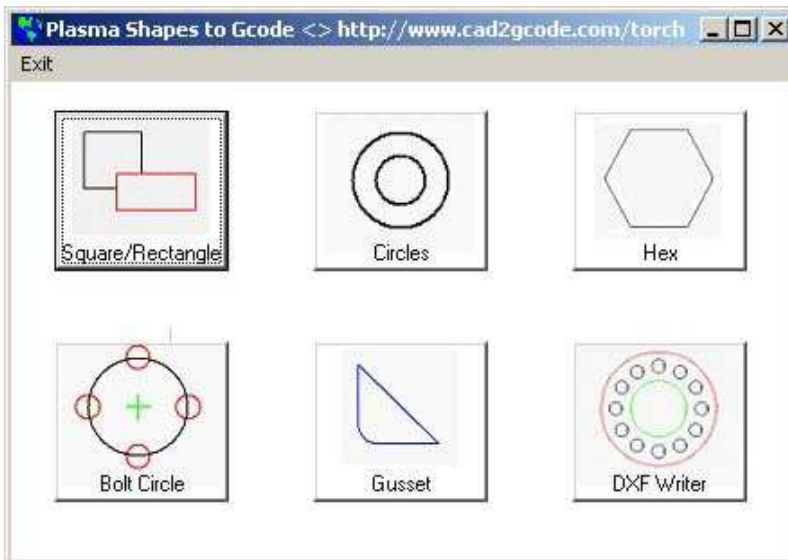 Plasma Shapes to Gcode <> http://www.cad2gcode.com/torch
Exit
Square/Rectangle
Circles
Hex
Bolt Circle
Gusset
DXF Writer